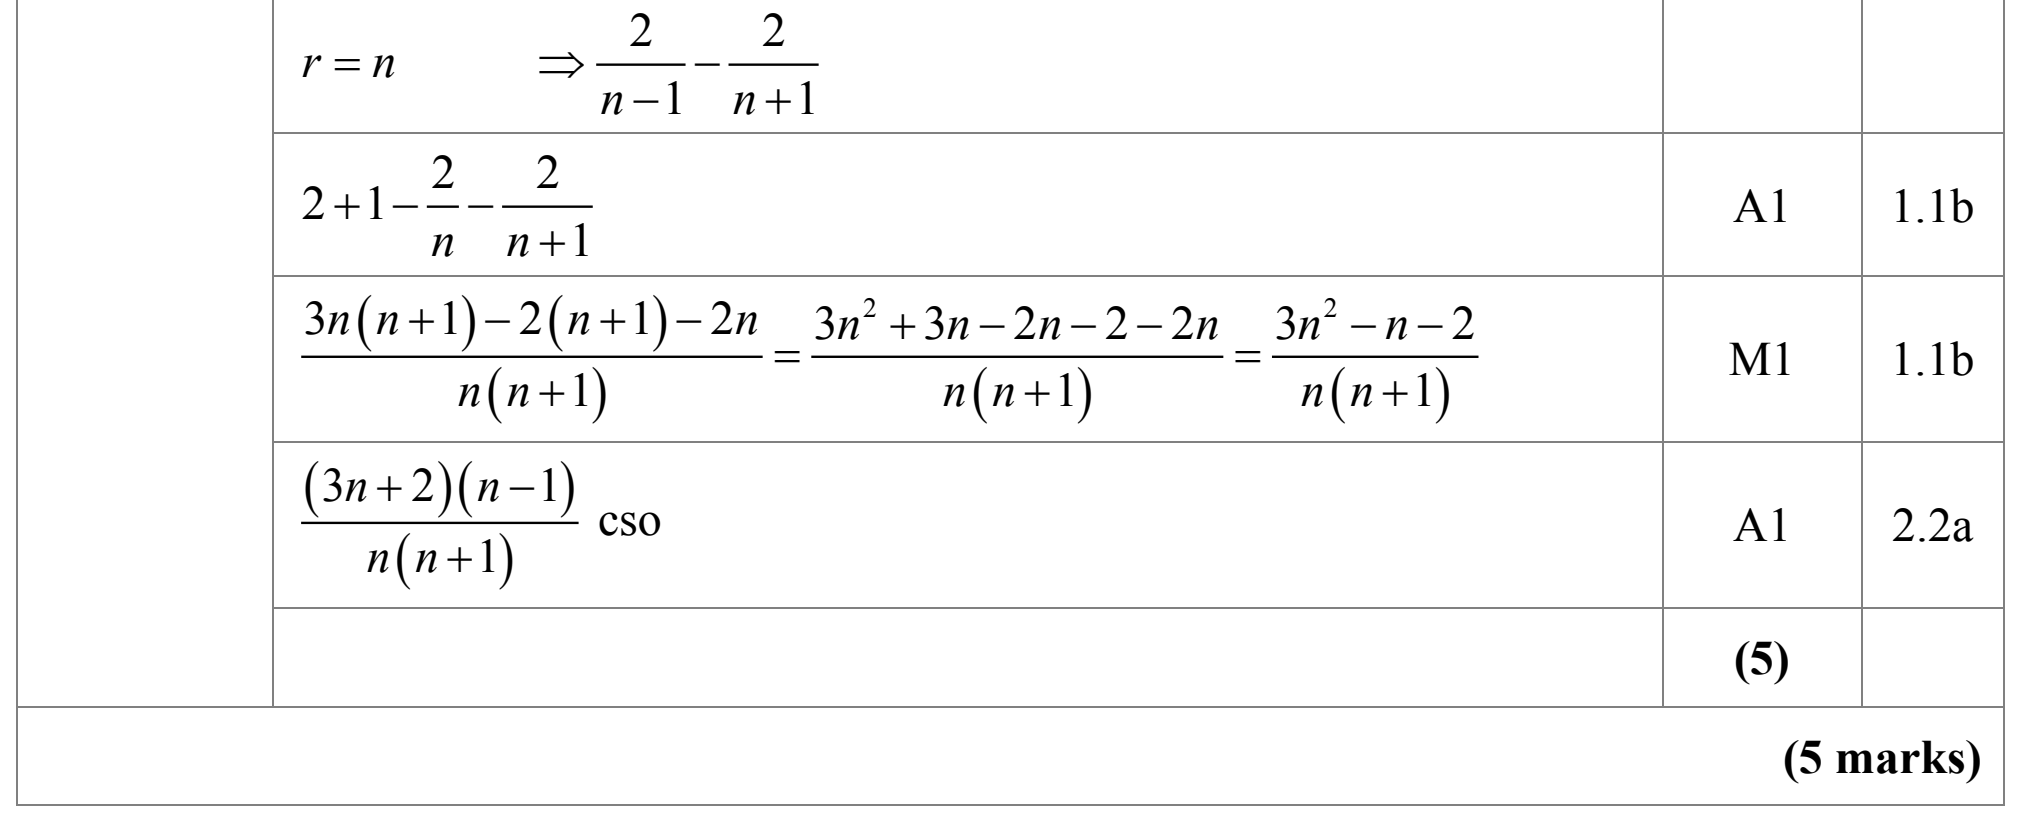 r = n ⇒ 2/(n−1) − 2/(n+1)
2+1−2/n−2/(n+1) A1 1.1b
(3n(n+1)−2(n+1)−2n)/(n(n+1)) = (3n²+3n−2n−2−2n)/(n(n+1)) = (3n²−n−2)/(n(n+1)) M1 1.1b
((3n+2)(n−1))/(n(n+1)) cso A1 2.2a
(5)
(5 marks)